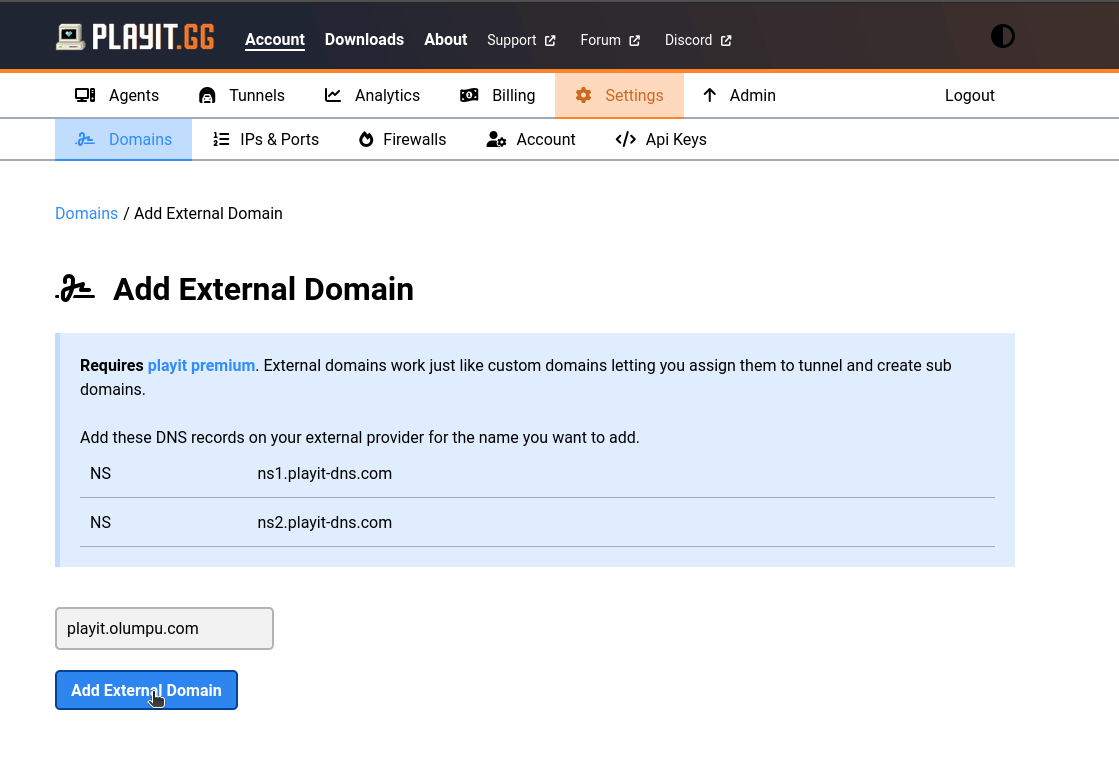 PLAYIT.GG Account Downloads About Support Forum Discord
Agents Tunnels Analytics Billing Settings Admin Logout
Domains IPs & Ports Firewalls Account Api Keys
Domains / Add External Domain
Add External Domain
Requires playit premium. External domains work just like custom domains letting you assign them to tunnel and create sub
domains.
Add these DNS records on your external provider for the name you want to add.
NS ns1.playit-dns.com
NS ns2.playit-dns.com
playit.olumpu.com
Add External Domain